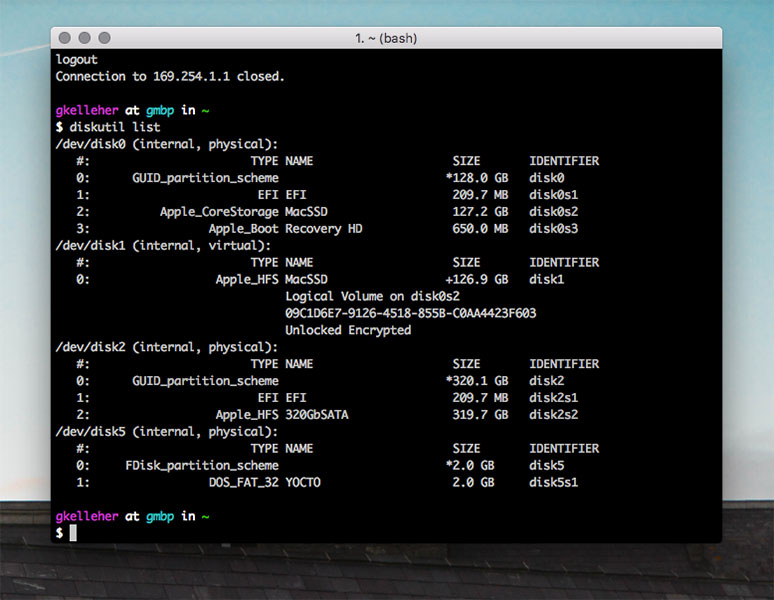 1. ~ (bash)
logout
Connection to 169.254.1.1 closed.
gkelleher at gmbp in ~
$ diskutil list
/dev/disk0 (internal, physical):
#: TYPE NAME SIZE IDENTIFIER
0: GUID_partition_scheme *128.0 GB disk0
1: EFI EFI 209.7 MB disk0s1
2: Apple_CoreStorage MacSSD 127.2 GB disk0s2
3: Apple_Boot Recovery HD 650.0 MB disk0s3
/dev/disk1 (internal, virtual):
#: TYPE NAME SIZE IDENTIFIER
0: Apple_HFS MacSSD +126.9 GB disk1
Logical Volume on disk0s2
09C1D6E7-9126-4518-855B-C0AA4423F603
Unlocked Encrypted
/dev/disk2 (internal, physical):
#: TYPE NAME SIZE IDENTIFIER
0: GUID_partition_scheme *320.1 GB disk2
1: EFI EFI 209.7 MB disk2s1
2: Apple_HFS 320GbSATA 319.7 GB disk2s2
/dev/disk5 (internal, physical):
#: TYPE NAME SIZE IDENTIFIER
0: FDisk_partition_scheme *2.0 GB disk5
1: DOS_FAT_32 YOCTO 2.0 GB disk5s1
gkelleher at gmbp in ~
$